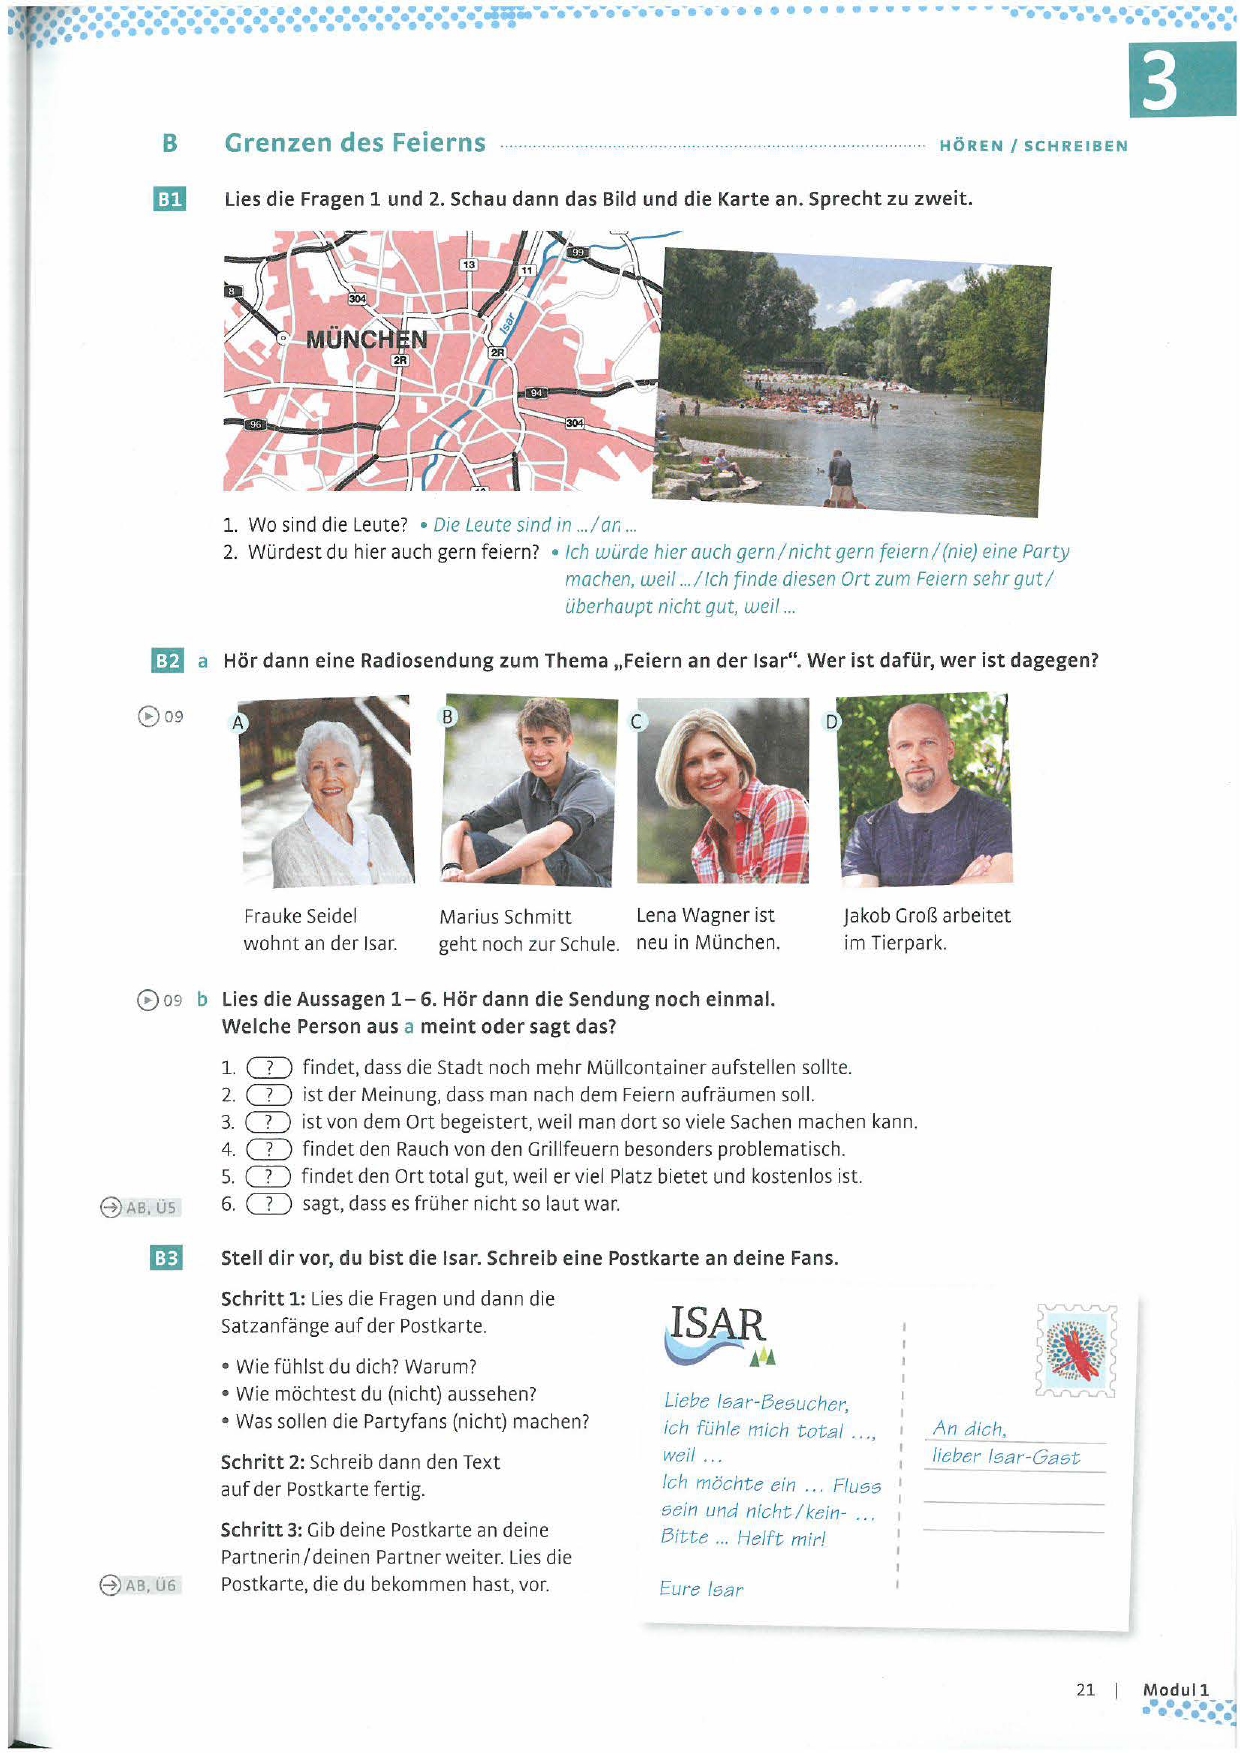 3
B Grenzen des Feierns HÖREN / SCHREIBEN
B1 Lies die Fragen 1 und 2. Schau dann das Bild und die Karte an. Sprecht zu zweit.
99
13
11
8
304
Isar
MÜNCHEN
2R
2R
94
96
304
1. Wo sind die Leute? • Die Leute sind in .../an ...
2. Würdest du hier auch gern feiern? • Ich würde hier auch gern/nicht gern feiern/(nie) eine Party
machen, weil .../Ich finde diesen Ort zum Feiern sehr gut/
überhaupt nicht gut, weil ...
B2 a Hör dann eine Radiosendung zum Thema „Feiern an der Isar“. Wer ist dafür, wer ist dagegen?
09
A B C D
Frauke Seidel
wohnt an der Isar.
Marius Schmitt
geht noch zur Schule.
Lena Wagner ist
neu in München.
Jakob Groß arbeitet
im Tierpark.
09 b Lies die Aussagen 1–6. Hör dann die Sendung noch einmal.
Welche Person aus a meint oder sagt das?
1. ? findet, dass die Stadt noch mehr Müllcontainer aufstellen sollte.
2. ? ist der Meinung, dass man nach dem Feiern aufräumen soll.
3. ? ist von dem Ort begeistert, weil man dort so viele Sachen machen kann.
4. ? findet den Rauch von den Grillfeuern besonders problematisch.
5. ? findet den Ort total gut, weil er viel Platz bietet und kostenlos ist.
AB, Ü5 6. ? sagt, dass es früher nicht so laut war.
B3 Stell dir vor, du bist die Isar. Schreib eine Postkarte an deine Fans.
Schritt 1: Lies die Fragen und dann die
Satzanfänge auf der Postkarte.
• Wie fühlst du dich? Warum?
• Wie möchtest du (nicht) aussehen?
• Was sollen die Partyfans (nicht) machen?
Schritt 2: Schreib dann den Text
auf der Postkarte fertig.
Schritt 3: Gib deine Postkarte an deine
Partnerin/deinen Partner weiter. Lies die
AB, Ü6 Postkarte, die du bekommen hast, vor.
ISAR
Liebe Isar-Besucher,
ich fühle mich total ...,
weil ...
Ich möchte ein ... Fluss
sein und nicht/kein- ...
Bitte ... Helft mir!
Eure Isar
An dich,
lieber Isar-Gast
21 | Modul 1